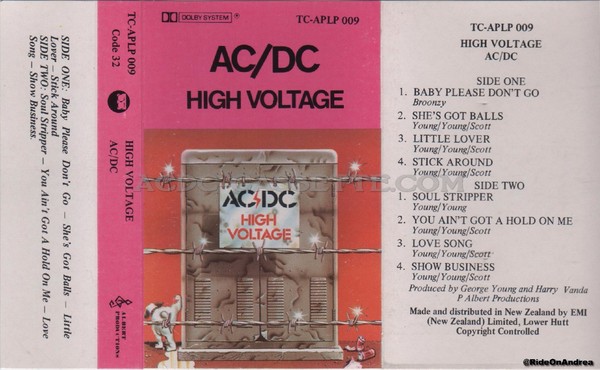 SIDE ONE: Baby Please Don't Go – She's Got Balls – Little
Lover – Stick Around
SIDE TWO: Soul Stripper – You Ain't Got A Hold On Me – Love
Song – Show Business.
TC-APLP 009
Code 32
HIGH VOLTAGE
AC/DC
ALBERT
PRODUCTIONS
DOLBY SYSTEM
TC-APLP 009
AC/DC
HIGH VOLTAGE
AC/DC
HIGH
VOLTAGE
TC-APLP 009
HIGH VOLTAGE
AC/DC
SIDE ONE
1. BABY PLEASE DON'T GO
Broonzy
2. SHE'S GOT BALLS
Young/Young/Scott
3. LITTLE LOVER
Young/Young/Scott
4. STICK AROUND
Young/Young/Scott
SIDE TWO
1. SOUL STRIPPER
Young/Young
2. YOU AIN'T GOT A HOLD ON ME
Young/Young/Scott
3. LOVE SONG
Young/Young/Scott
4. SHOW BUSINESS
Young/Young/Scott
Produced by George Young and Harry Vanda
P Albert Productions
Made and distributed in New Zealand by EMI
(New Zealand) Limited, Lower Hutt
Copyright Controlled
@RideOnAndrea